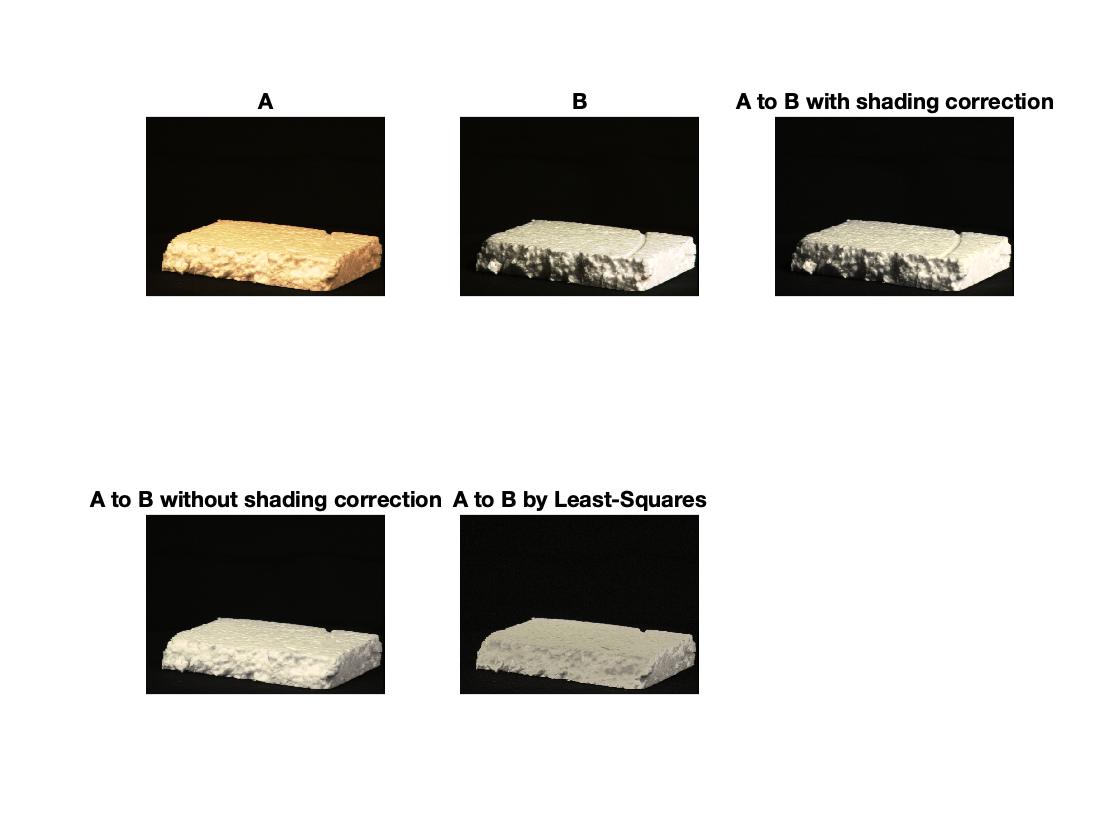 A
B
A to B with shading correction
A to B without shading correction
A to B by Least-Squares